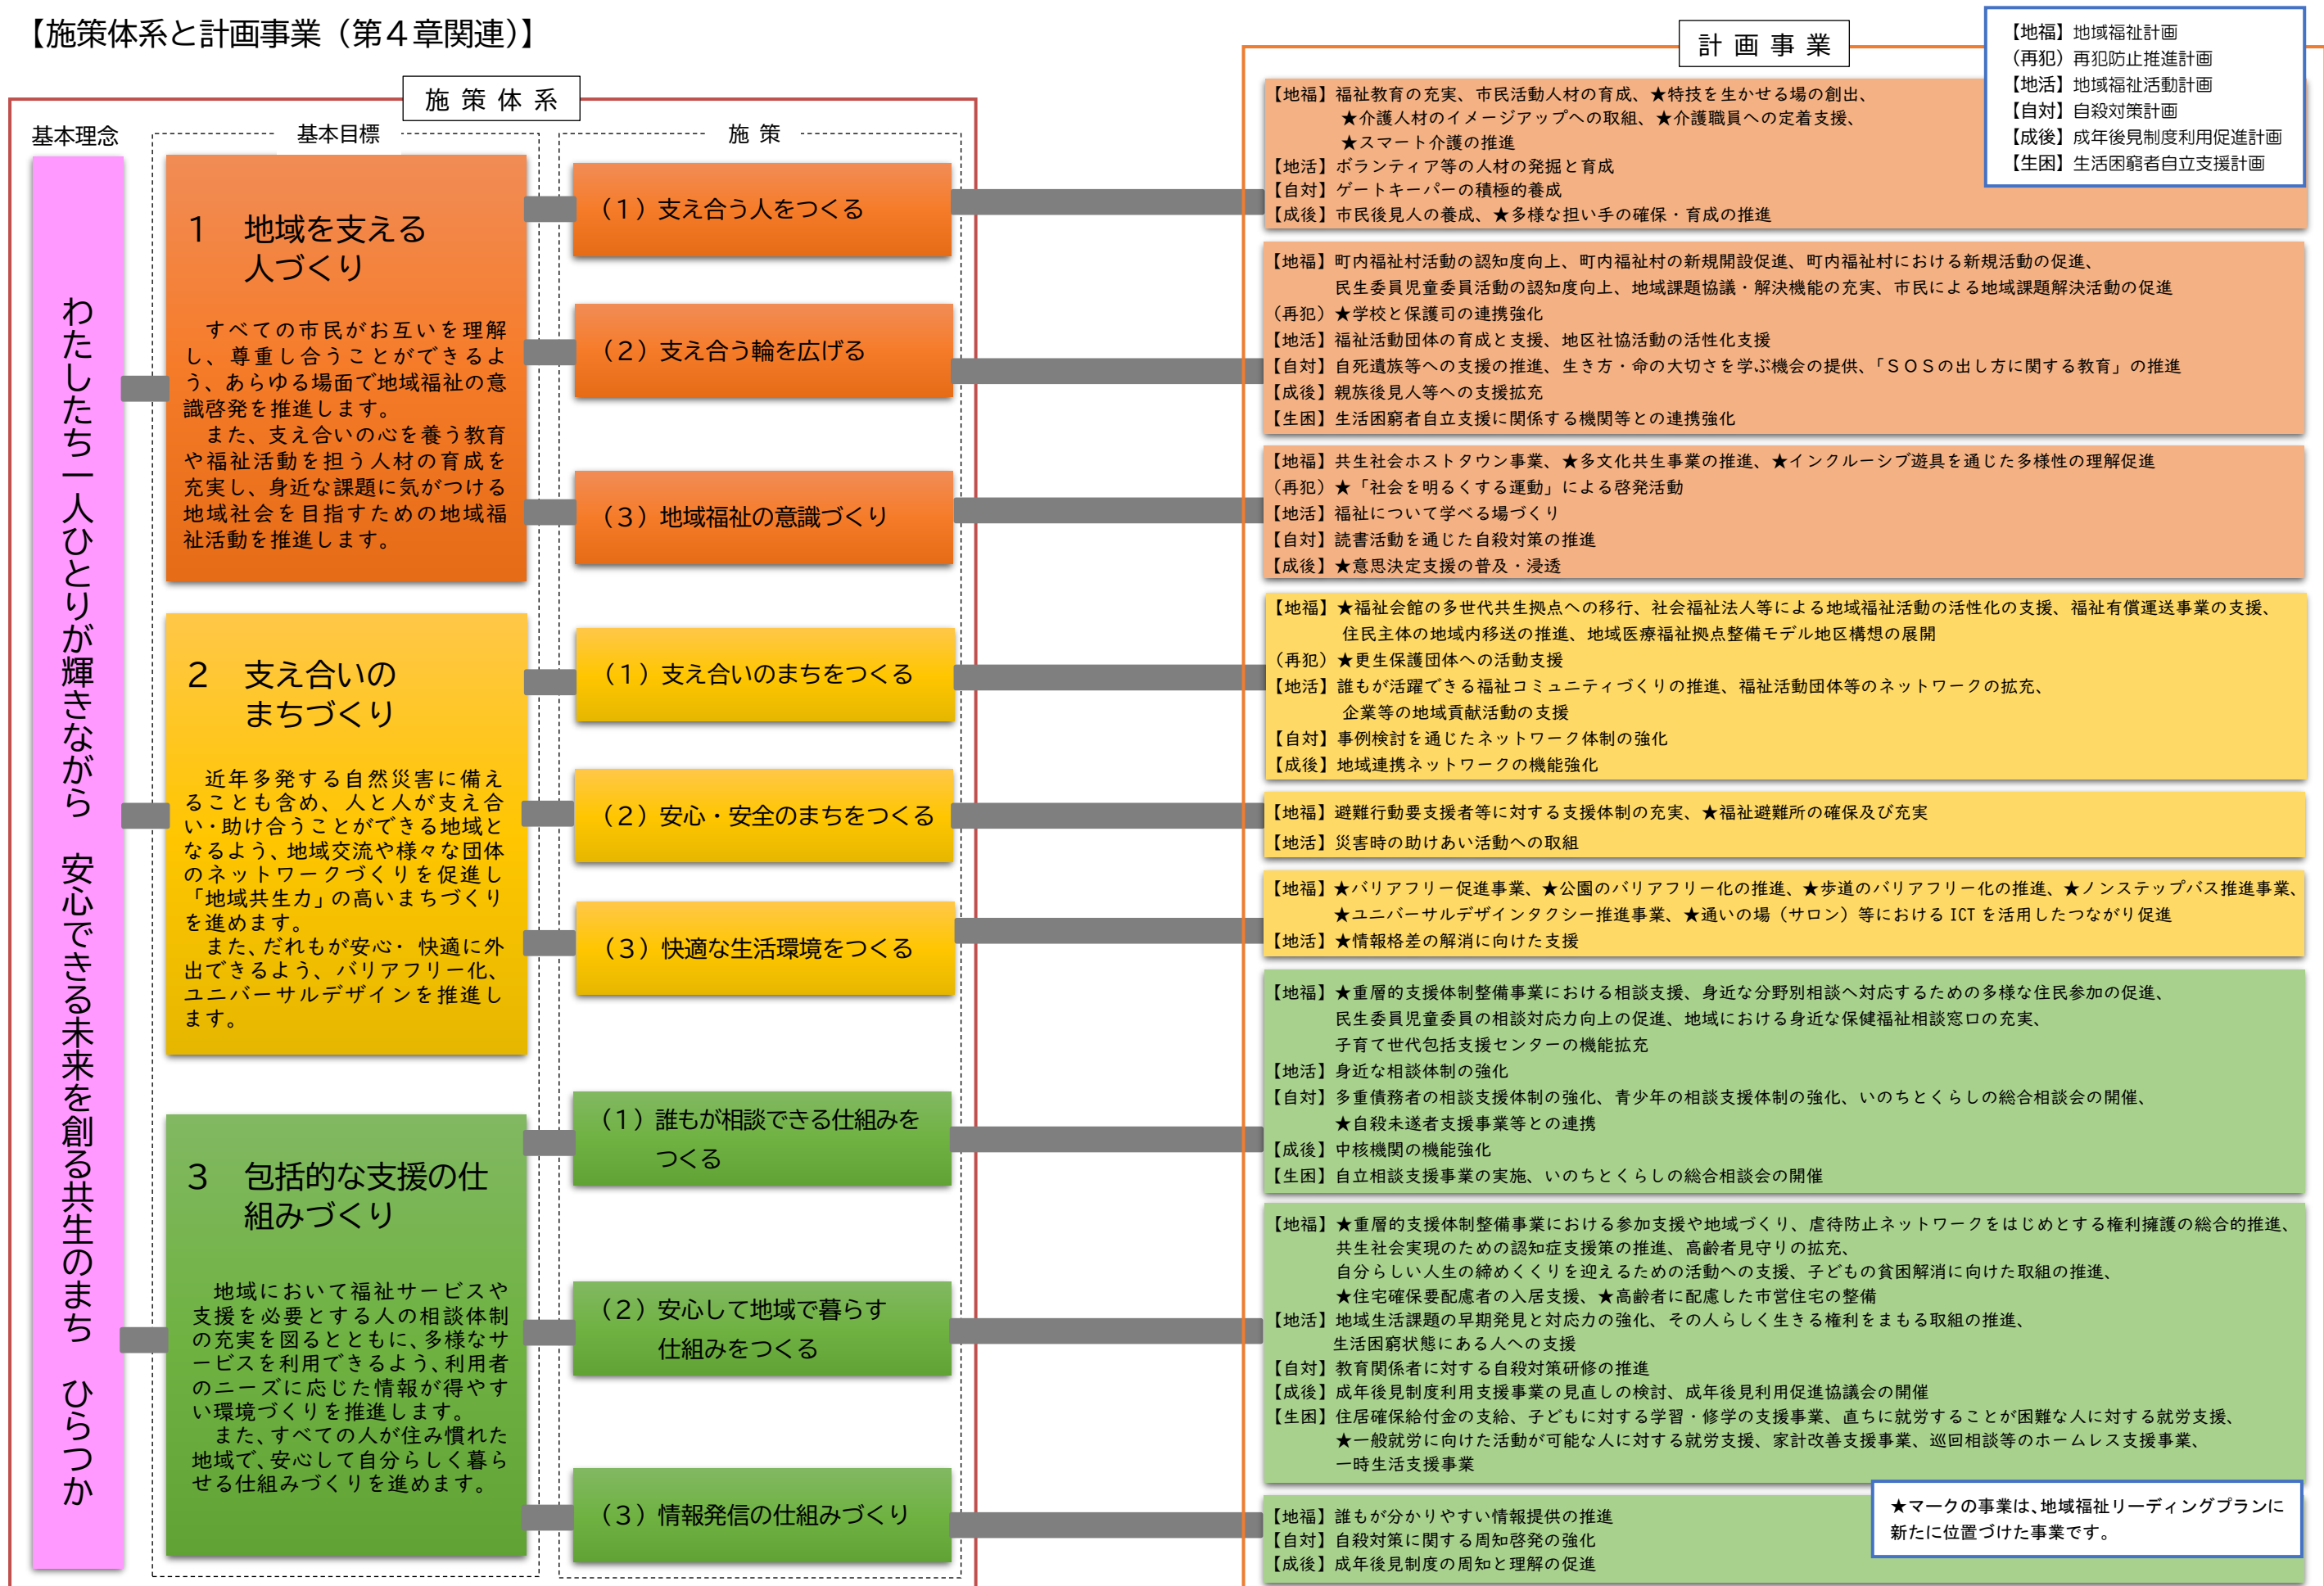 【施策体系と計画事業（第４章関連）】
計画事業
【地福】地域福祉計画
（再犯）再犯防止推進計画
【地活】地域福祉活動計画
【自対】自殺対策計画
【成後】成年後見制度利用促進計画
【生困】生活困窮者自立支援計画
施策体系
基本理念
基本目標
施策
わたしたち一人ひとりが輝きながら　安心できる未来を創る共生のまち　ひらつか
１　地域を支える
人づくり
すべての市民がお互いを理解
し、尊重し合うことができるよ
う、あらゆる場面で地域福祉の意
識啓発を推進します。
また、支え合いの心を養う教育
や福祉活動を担う人材の育成を
充実し、身近な課題に気がつける
地域社会を目指すための地域福
祉活動を推進します。
（１）支え合う人をつくる
（２）支え合う輪を広げる
（３）地域福祉の意識づくり
【地福】福祉教育の充実、市民活動人材の育成、★特技を生かせる場の創出、
★介護人材のイメージアップへの取組、★介護職員への定着支援、
★スマート介護の推進
【地活】ボランティア等の人材の発掘と育成
【自対】ゲートキーパーの積極的養成
【成後】市民後見人の養成、★多様な担い手の確保・育成の推進
【地福】町内福祉村活動の認知度向上、町内福祉村の新規開設促進、町内福祉村における新規活動の促進、
民生委員児童委員活動の認知度向上、地域課題協議・解決機能の充実、市民による地域課題解決活動の促進
（再犯）★学校と保護司の連携強化
【地活】福祉活動団体の育成と支援、地区社協活動の活性化支援
【自対】自死遺族等への支援の推進、生き方・命の大切さを学ぶ機会の提供、「ＳＯＳの出し方に関する教育」の推進
【成後】親族後見人等への支援拡充
【生困】生活困窮者自立支援に関係する機関等との連携強化
【地福】共生社会ホストタウン事業、★多文化共生事業の推進、★インクルーシブ遊具を通じた多様性の理解促進
（再犯）★「社会を明るくする運動」による啓発活動
【地活】福祉について学べる場づくり
【自対】読書活動を通じた自殺対策の推進
【成後】★意思決定支援の普及・浸透
２　支え合いの
まちづくり
近年多発する自然災害に備え
ることも含め、人と人が支え合
い・助け合うことができる地域と
なるよう、地域交流や様々な団体
のネットワークづくりを促進し
「地域共生力」の高いまちづくり
を進めます。
また、だれもが安心・快適に外
出できるよう、バリアフリー化、
ユニバーサルデザインを推進し
ます。
（１）支え合いのまちをつくる
（２）安心・安全のまちをつくる
（３）快適な生活環境をつくる
【地福】★福祉会館の多世代共生拠点への移行、社会福祉法人等による地域福祉活動の活性化の支援、福祉有償運送事業の支援、
住民主体の地域内移送の推進、地域医療福祉拠点整備モデル地区構想の展開
（再犯）★更生保護団体への活動支援
【地活】誰もが活躍できる福祉コミュニティづくりの推進、福祉活動団体等のネットワークの拡充、
企業等の地域貢献活動の支援
【自対】事例検討を通じたネットワーク体制の強化
【成後】地域連携ネットワークの機能強化
【地福】避難行動要支援者等に対する支援体制の充実、★福祉避難所の確保及び充実
【地活】災害時の助けあい活動への取組
【地福】★バリアフリー促進事業、★公園のバリアフリー化の推進、★歩道のバリアフリー化の推進、★ノンステップバス推進事業、
★ユニバーサルデザインタクシー推進事業、★通いの場（サロン）等における ICT を活用したつながり促進
【地活】★情報格差の解消に向けた支援
３　包括的な支援の仕
組みづくり
地域において福祉サービスや
支援を必要とする人の相談体制
の充実を図るとともに、多様なサ
ービスを利用できるよう、利用者
のニーズに応じた情報が得やす
い環境づくりを推進します。
また、すべての人が住み慣れた
地域で、安心して自分らしく暮ら
せる仕組みづくりを進めます。
（１）誰もが相談できる仕組みを
つくる
（２）安心して地域で暮らす
仕組みをつくる
（３）情報発信の仕組みづくり
【地福】★重層的支援体制整備事業における相談支援、身近な分野別相談へ対応するための多様な住民参加の促進、
民生委員児童委員の相談対応力向上の促進、地域における身近な保健福祉相談窓口の充実、
子育て世代包括支援センターの機能拡充
【地活】身近な相談体制の強化
【自対】多重債務者の相談支援体制の強化、青少年の相談支援体制の強化、いのちとくらしの総合相談会の開催、
★自殺未遂者支援事業等との連携
【成後】中核機関の機能強化
【生困】自立相談支援事業の実施、いのちとくらしの総合相談会の開催
【地福】★重層的支援体制整備事業における参加支援や地域づくり、虐待防止ネットワークをはじめとする権利擁護の総合的推進、
共生社会実現のための認知症支援策の推進、高齢者見守りの拡充、
自分らしい人生の締めくくりを迎えるための活動への支援、子どもの貧困解消に向けた取組の推進、
★住宅確保要配慮者の入居支援、★高齢者に配慮した市営住宅の整備
【地活】地域生活課題の早期発見と対応力の強化、その人らしく生きる権利をまもる取組の推進、
生活困窮状態にある人への支援
【自対】教育関係者に対する自殺対策研修の推進
【成後】成年後見制度利用支援事業の見直しの検討、成年後見利用促進協議会の開催
【生困】住居確保給付金の支給、子どもに対する学習・修学の支援事業、直ちに就労することが困難な人に対する就労支援、
★一般就労に向けた活動が可能な人に対する就労支援、家計改善支援事業、巡回相談等のホームレス支援事業、
一時生活支援事業
【地福】誰もが分かりやすい情報提供の推進
【自対】自殺対策に関する周知啓発の強化
【成後】成年後見制度の周知と理解の促進
★マークの事業は、地域福祉リーディングプランに
新たに位置づけた事業です。